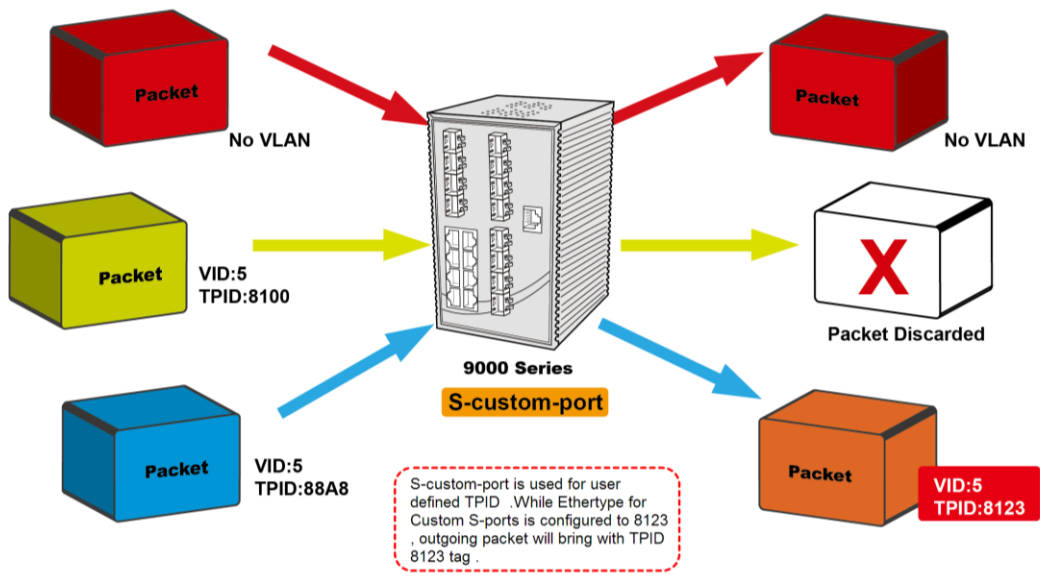 Packet
No VLAN
Packet
No VLAN
Packet
VID:5
TPID:8100
X
Packet Discarded
9000 Series
S-custom-port
Packet
VID:5
TPID:88A8
S-custom-port is used for user
defined TPID .While Ethertype for
Custom S-ports is configured to 8123
, outgoing packet will bring with TPID
8123 tag .
Packet
VID:5
TPID:8123